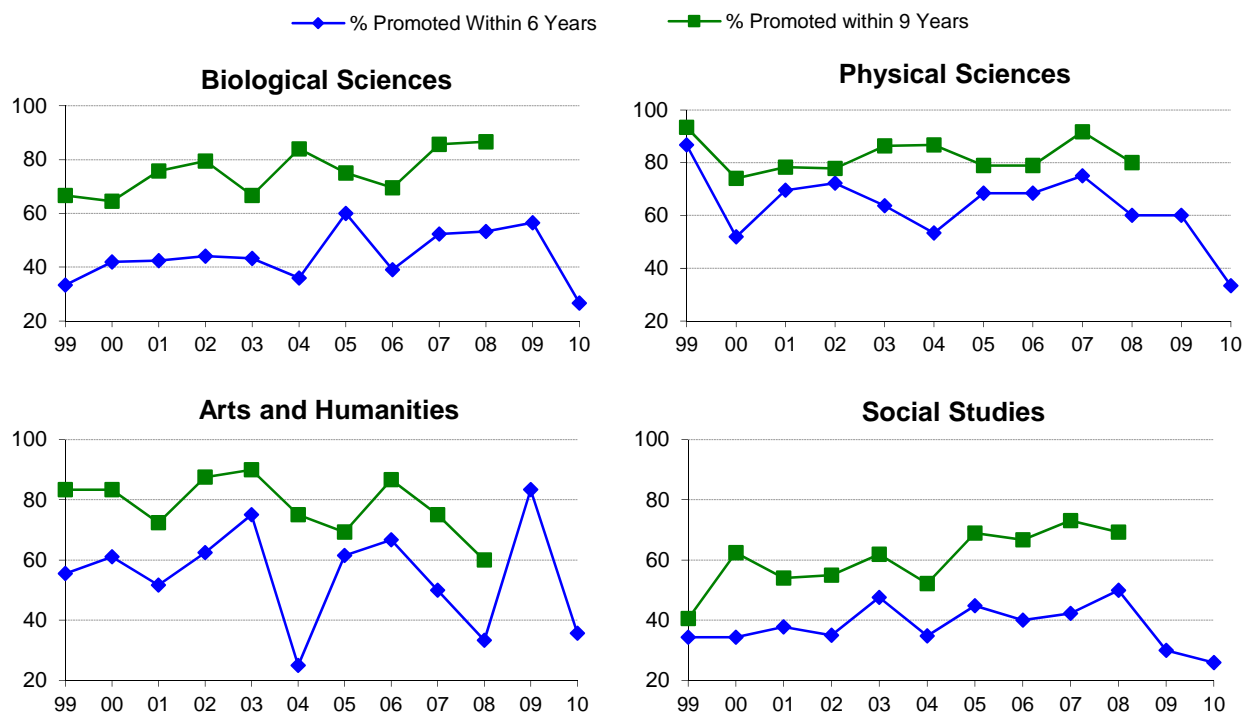 % Promoted Within 6 Years % Promoted within 9 Years
Biological Sciences
100
80
60
40
20
99 00 01 02 03 04 05 06 07 08 09 10
Physical Sciences
100
80
60
40
20
99 00 01 02 03 04 05 06 07 08 09 10
Arts and Humanities
100
80
60
40
20
99 00 01 02 03 04 05 06 07 08 09 10
Social Studies
100
80
60
40
20
99 00 01 02 03 04 05 06 07 08 09 10